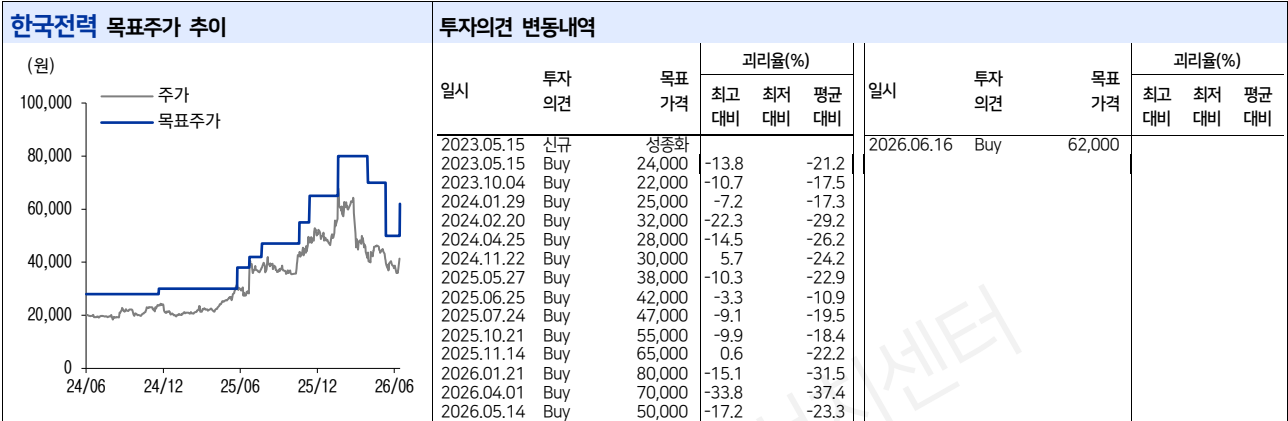 한국전력 목표주가 추이
(원)
100,000
80,000
60,000
40,000
20,000
0
주가
목표주가
24/06 24/12 25/06 25/12 26/06
투자의견 변동내역
일시 투자의견 목표가격 괴리율(%) 최고대비 최저대비 평균대비
2023.05.15 신규 성종화
2023.05.15 Buy 24,000 -13.8 -21.2
2023.10.04 Buy 22,000 -10.7 -17.5
2024.01.29 Buy 25,000 -7.2 -17.3
2024.02.20 Buy 32,000 -22.3 -29.2
2024.04.25 Buy 28,000 -14.5 -26.2
2024.11.22 Buy 30,000 5.7 -24.2
2025.05.27 Buy 38,000 -10.3 -22.9
2025.06.25 Buy 42,000 -3.3 -10.9
2025.07.24 Buy 47,000 -9.1 -19.5
2025.10.21 Buy 55,000 -9.9 -18.4
2025.11.14 Buy 65,000 0.6 -22.2
2026.01.21 Buy 80,000 -15.1 -31.5
2026.04.01 Buy 70,000 -33.8 -37.4
2026.05.14 Buy 50,000 -17.2 -23.3
일시 투자의견 목표가격 괴리율(%) 최고대비 최저대비 평균대비
2026.06.16 Buy 62,000
센터